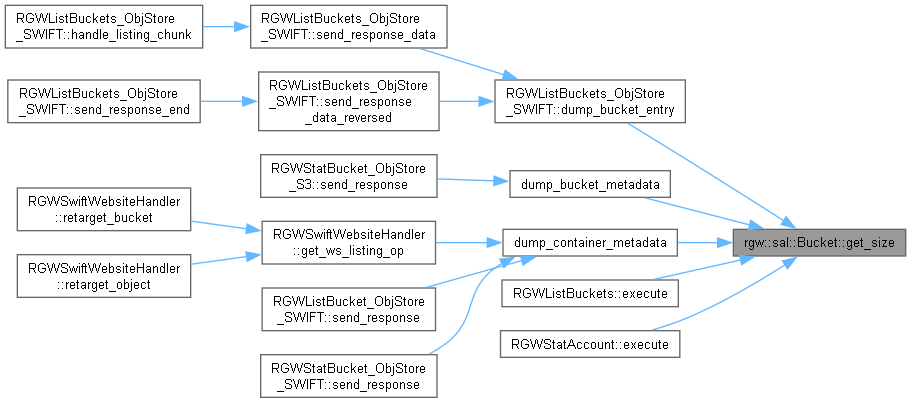 RGWListBuckets_ObjStore
_SWIFT::handle_listing_chunk
RGWListBuckets_ObjStore
_SWIFT::send_response_data
RGWListBuckets_ObjStore
_SWIFT::send_response_end
RGWListBuckets_ObjStore
_SWIFT::send_response
_data_reversed
RGWListBuckets_ObjStore
_SWIFT::dump_bucket_entry
RGWStatBucket_ObjStore
_S3::send_response
dump_bucket_metadata
RGWSwiftWebsiteHandler
::retarget_bucket
RGWSwiftWebsiteHandler
::get_ws_listing_op
dump_container_metadata
rgw::sal::Bucket::get_size
RGWSwiftWebsiteHandler
::retarget_object
RGWListBucket_ObjStore
_SWIFT::send_response
RGWListBuckets::execute
RGWStatAccount::execute
RGWStatBucket_ObjStore
_SWIFT::send_response